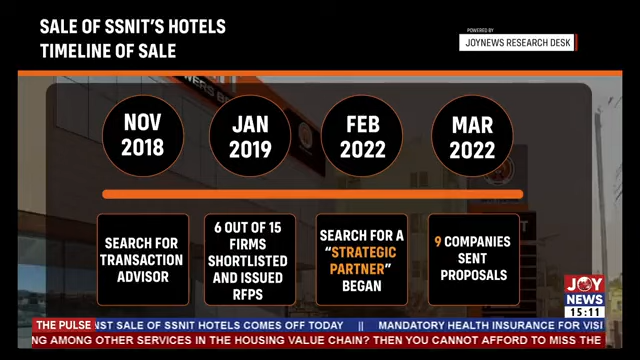 SALE OF SSNIT'S HOTELS
TIMELINE OF SALE
POWERED BY
JOYNEWS RESEARCH DESK
NOV
2018
JAN
2019
FEB
2022
MAR
2022
SEARCH FOR
TRANSACTION
ADVISOR
6 OUT OF 15
FIRMS
SHORTLISTED
AND ISSUED
RFPS
SEARCH FOR A
“STRATEGIC
PARTNER”
BEGAN
9 COMPANIES
SENT
PROPOSALS
JOY
NEWS
15:11
THE PULSE
NST SALE OF SSNIT HOTELS COMES OFF TODAY || MANDATORY HEALTH INSURANCE FOR VISI
NG AMONG OTHER SERVICES IN THE HOUSING VALUE CHAIN? THEN YOU CANNOT AFFORD TO MISS THE